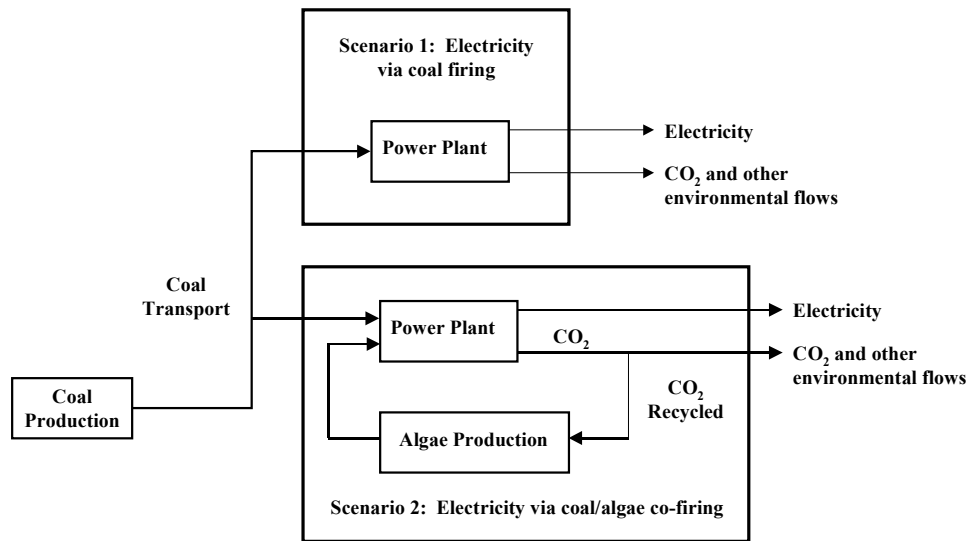 Scenario 1: Electricity
via coal firing
Power Plant
Electricity
CO₂ and other
environmental flows
Coal
Transport
Power Plant
CO₂
Electricity
CO₂ and other
environmental flows
CO₂
Recycled
Coal
Production
Algae Production
Scenario 2: Electricity via coal/algae co-firing